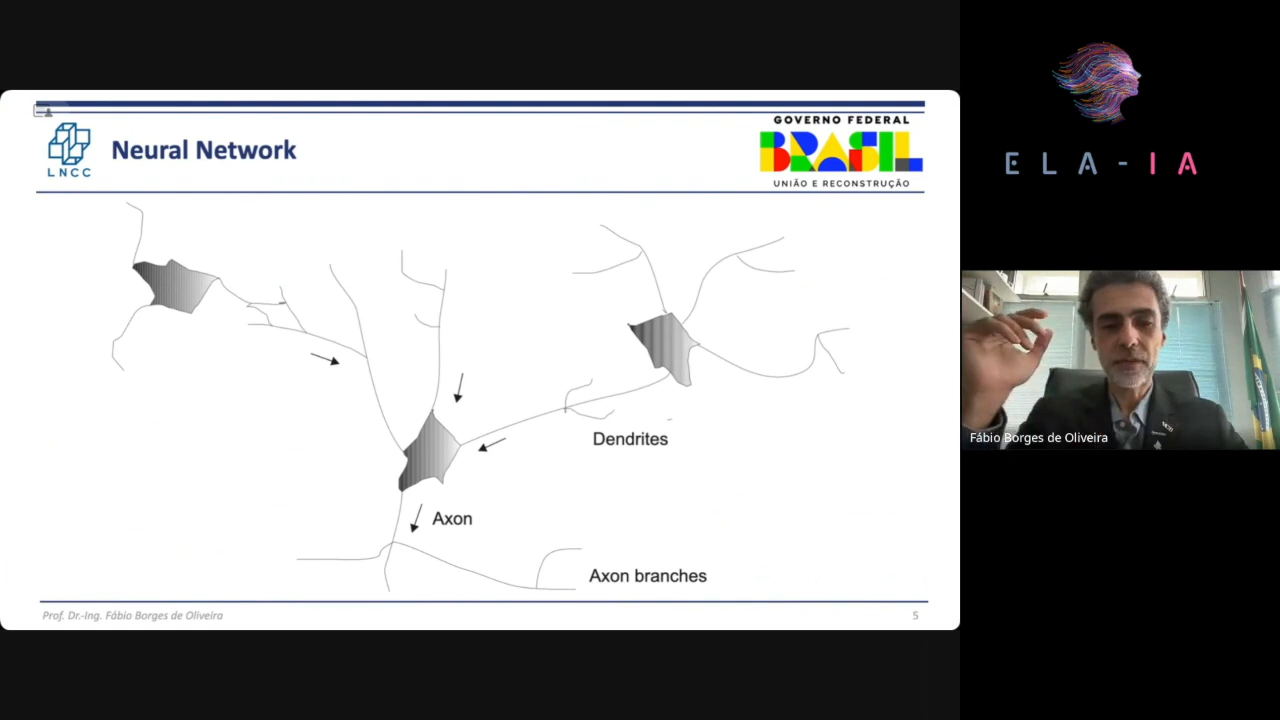 LNCC
Neural Network
GOVERNO FEDERAL
BRASIL
UNIÃO E RECONSTRUÇÃO
Dendrites
Axon
Axon branches
Prof. Dr.-Ing. Fábio Borges de Oliveira
5
ELA-IA
Fábio Borges de Oliveira